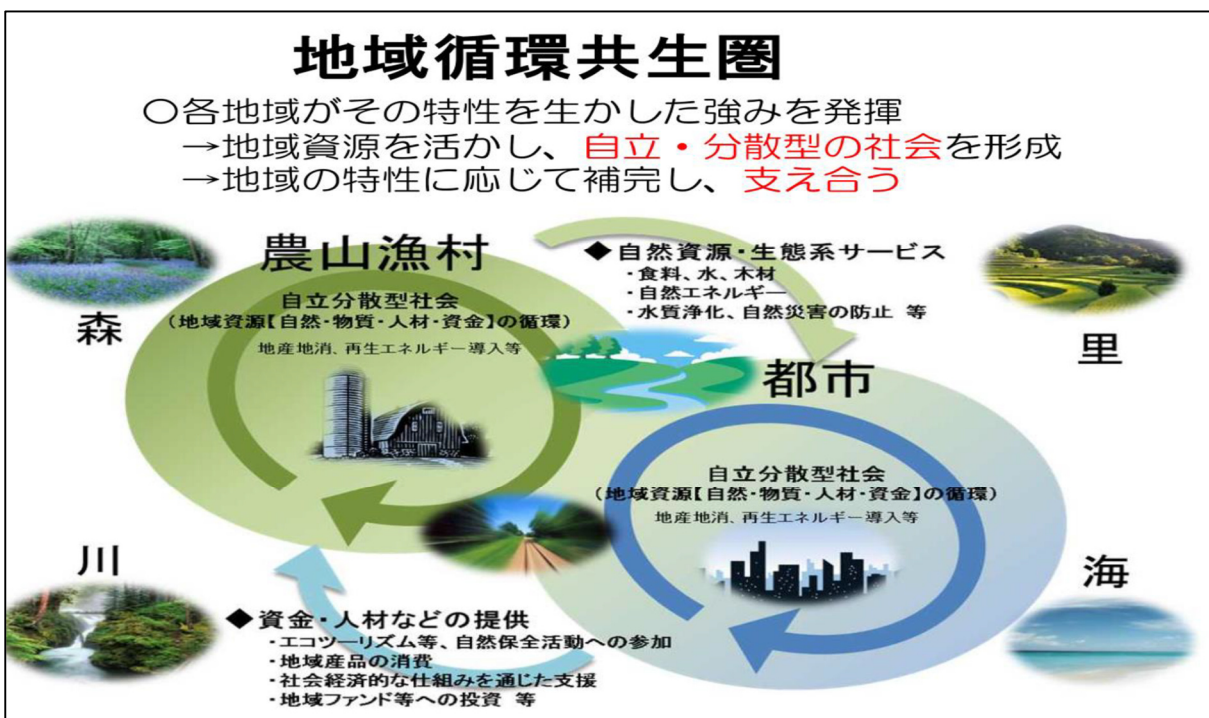 地域循環共生圏
○各地域がその特性を生かした強みを発揮
→地域資源を活かし、自立・分散型の社会を形成
→地域の特性に応じて補完し、支え合う
農山漁村
自立分散型社会
(地域資源【自然・物質・人材・資金】の循環)
地産地消、再生エネルギー導入等
◆自然資源・生態系サービス
・食料、水、木材
・自然エネルギー
・水質浄化、自然災害の防止 等
森
里
都市
自立分散型社会
(地域資源【自然・物質・人材・資金】の循環)
地産地消、再生エネルギー導入等
川
海
◆資金・人材などの提供
・エコツーリズム等、自然保全活動への参加
・地域産品の消費
・社会経済的な仕組みを通じた支援
・地域ファンド等への投資 等